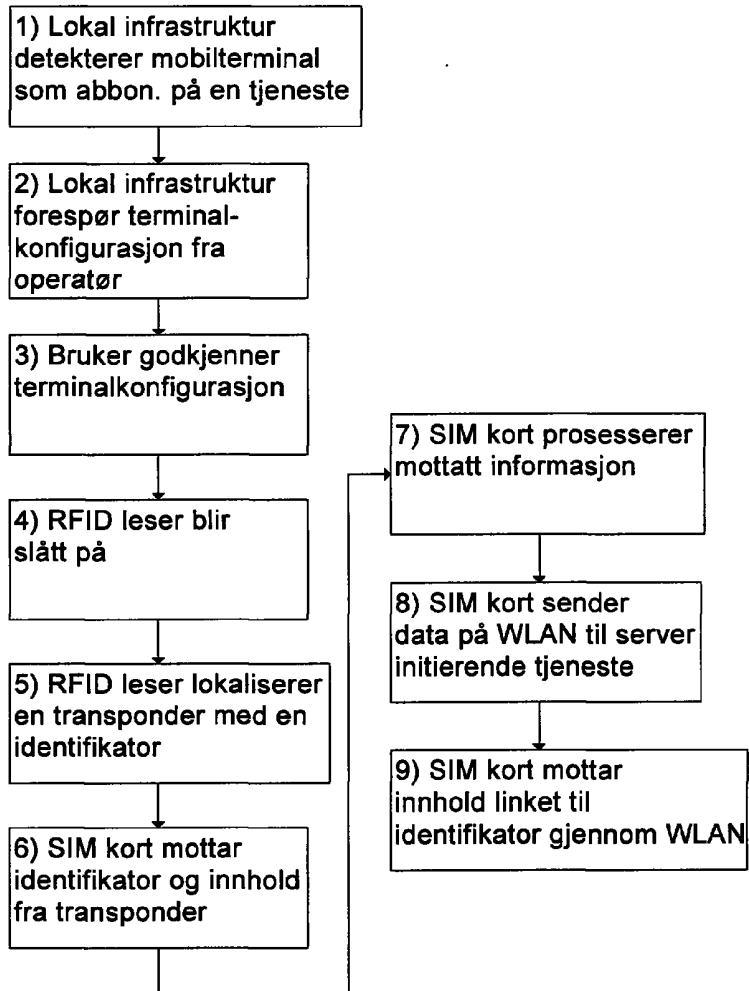 1) Lokal infrastruktur
detekterer mobilterminal
som abbon. på en tjeneste
2) Lokal infrastruktur
forespør terminal-
konfigurasjon fra
operatør
3) Bruker godkjenner
terminalkonfigurasjon
4) RFID leser blir
slått på
5) RFID leser lokaliserer
en transponder med en
identifikator
6) SIM kort mottar
identifikator og innhold
fra transponder
7) SIM kort prosesserer
mottatt informasjon
8) SIM kort sender
data på WLAN til server
initierende tjeneste
9) SIM kort mottar
innhold linket til
identifikator gjennom WLAN